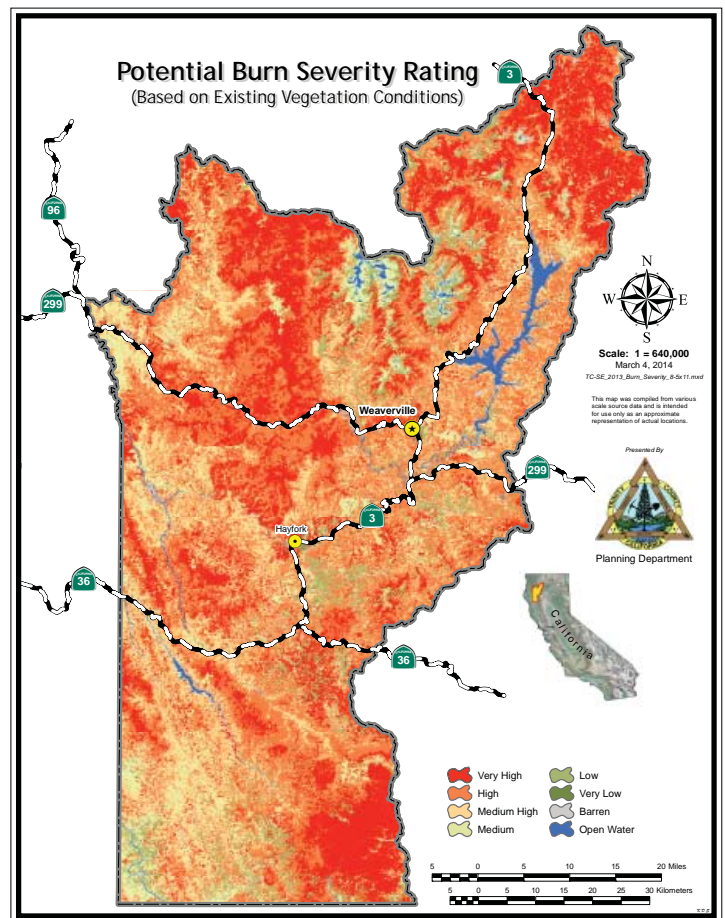 Potential Burn Severity Rating
(Based on Existing Vegetation Conditions)
3
96
299
N
W E
S
Scale: 1 = 640,000
March 4, 2014
TC-SE_2013_Burn_Severity_8-5x11.mxd
This map was compiled from various
scale source data and is intended
for use only as an approximate
representation of actual locations.
Weaverville
Presented By
299
3
Hayfork
Planning Department
36
California
36
Very High
High
Medium High
Medium
Low
Very Low
Barren
Open Water
5 0 5 10 15 20 Miles
5 0 5 10 15 20 25 30 Kilometers